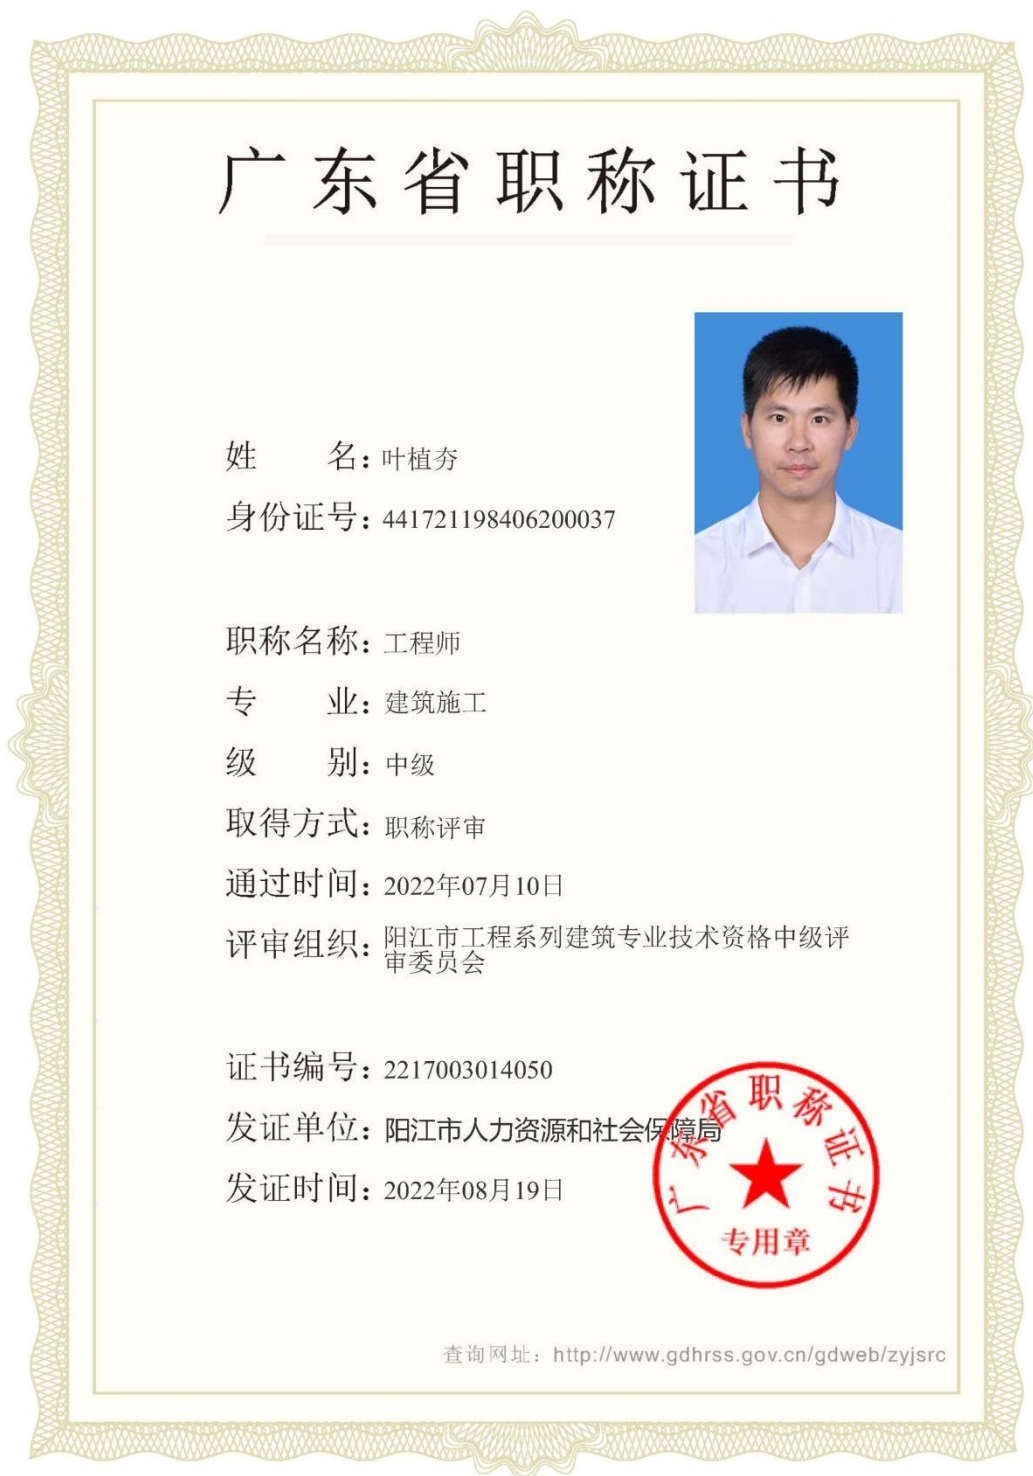 广东省职称证书
姓 名：叶植夯
身份证号：441721198406200037
职称名称：工程师
专 业：建筑施工
级 别：中级
取得方式：职称评审
通过时间：2022年07月10日
评审组织：阳江市工程系列建筑专业技术资格中级评
审委员会
证书编号：2217003014050
发证单位：阳江市人力资源和社会保障局
发证时间：2022年08月19日
广东省职称证书
专用章
查询网址：http://www.gdhrss.gov.cn/gdweb/zyjsrc